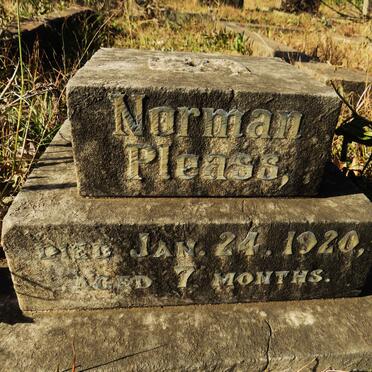 Norman
Pleass,
DIED JAN. 24. 1920,
AGED 7 MONTHS.